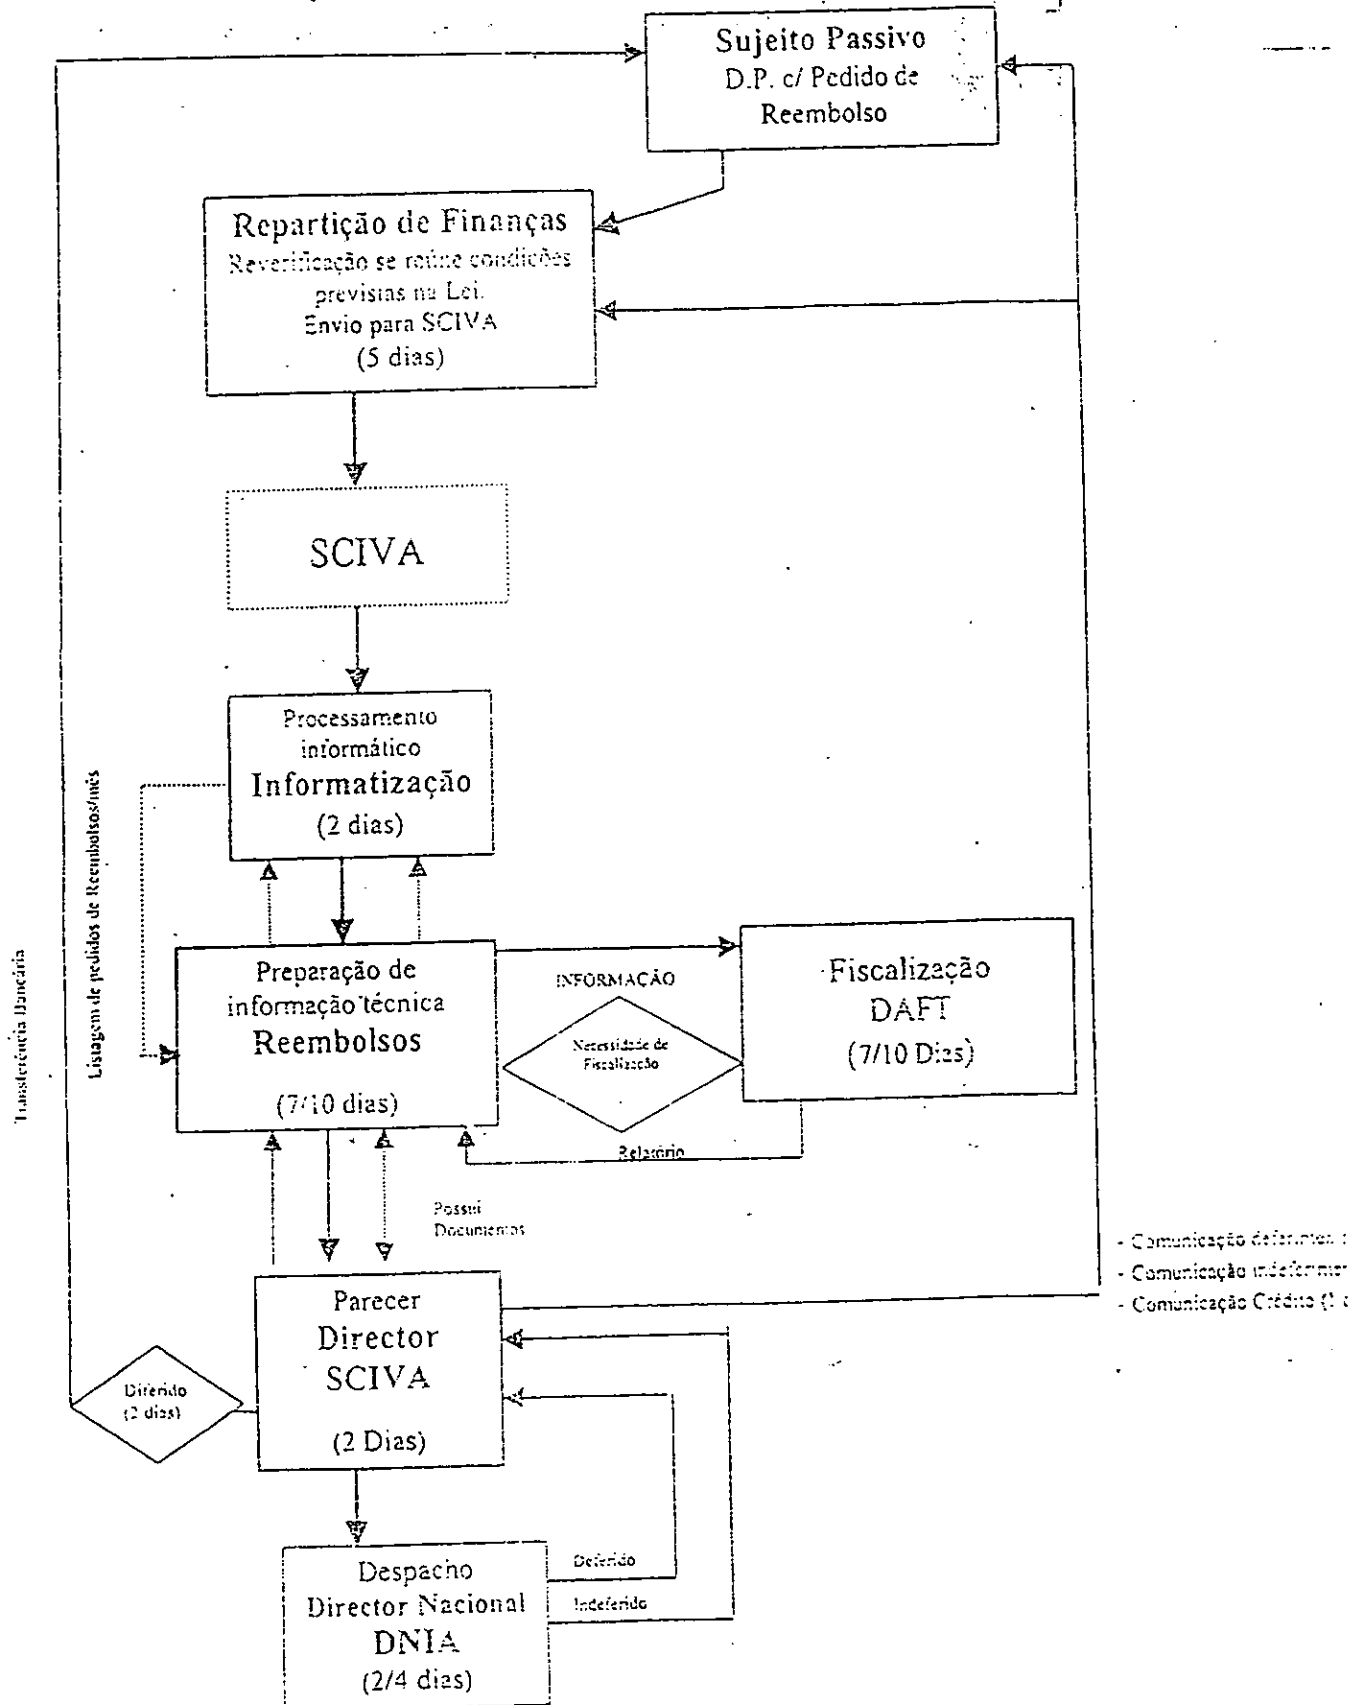 Sujeito Passivo
D.P. c/ Pedido de
Reembolso
Repartição de Finanças
Reverificação se reúne condições
previstas na Lei.
Envio para SCIVA
(5 dias)
SCIVA
Processamento
informático
Informatização
(2 dias)
Listagem de pedidos de Reembolsos/mês
Transferência Bancária
Preparação de
informação técnica
Reembolsos
(7/10 dias)
INFORMAÇÃO
Necessidade de
Fiscalização
Fiscalização
DAFT
(7/10 Dias)
Relatório
Possui
Documentos
- Comunicação
- Comunicação
- Comunicação Crédito
Parecer
Director
SCIVA
(2 Dias)
Diferido
(2 dias)
Despacho
Director Nacional
DNIA
(2/4 dias)
Deferido
Indeferido